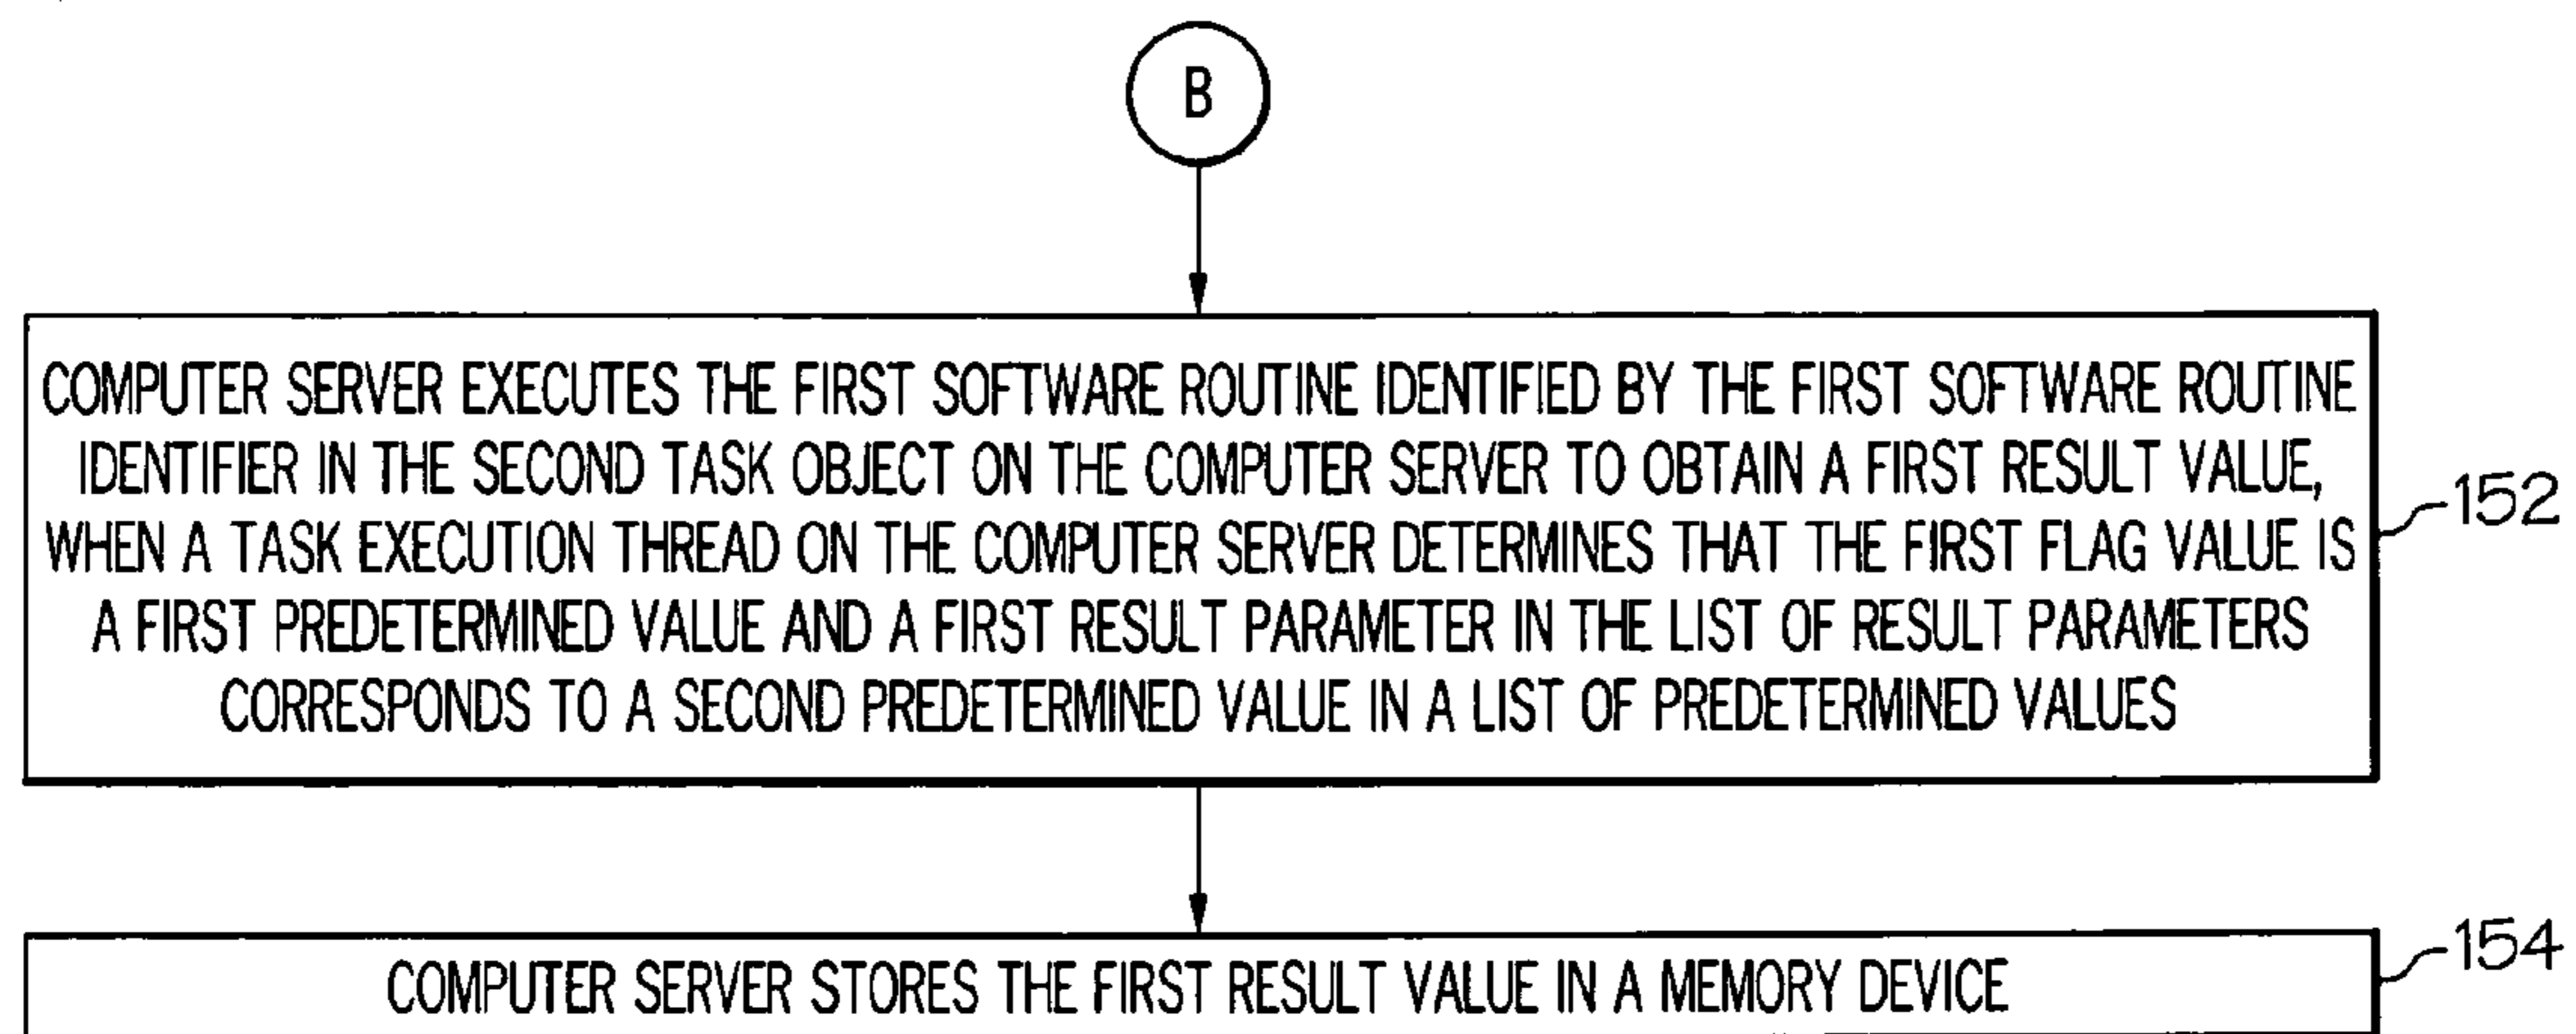 B
COMPUTER SERVER EXECUTES THE FIRST SOFTWARE ROUTINE IDENTIFIED BY THE FIRST SOFTWARE ROUTINE
IDENTIFIER IN THE SECOND TASK OBJECT ON THE COMPUTER SERVER TO OBTAIN A FIRST RESULT VALUE,
WHEN A TASK EXECUTION THREAD ON THE COMPUTER SERVER DETERMINES THAT THE FIRST FLAG VALUE IS
A FIRST PREDETERMINED VALUE AND A FIRST RESULT PARAMETER IN THE LIST OF RESULT PARAMETERS
CORRESPONDS TO A SECOND PREDETERMINED VALUE IN A LIST OF PREDETERMINED VALUES
152
COMPUTER SERVER STORES THE FIRST RESULT VALUE IN A MEMORY DEVICE
154